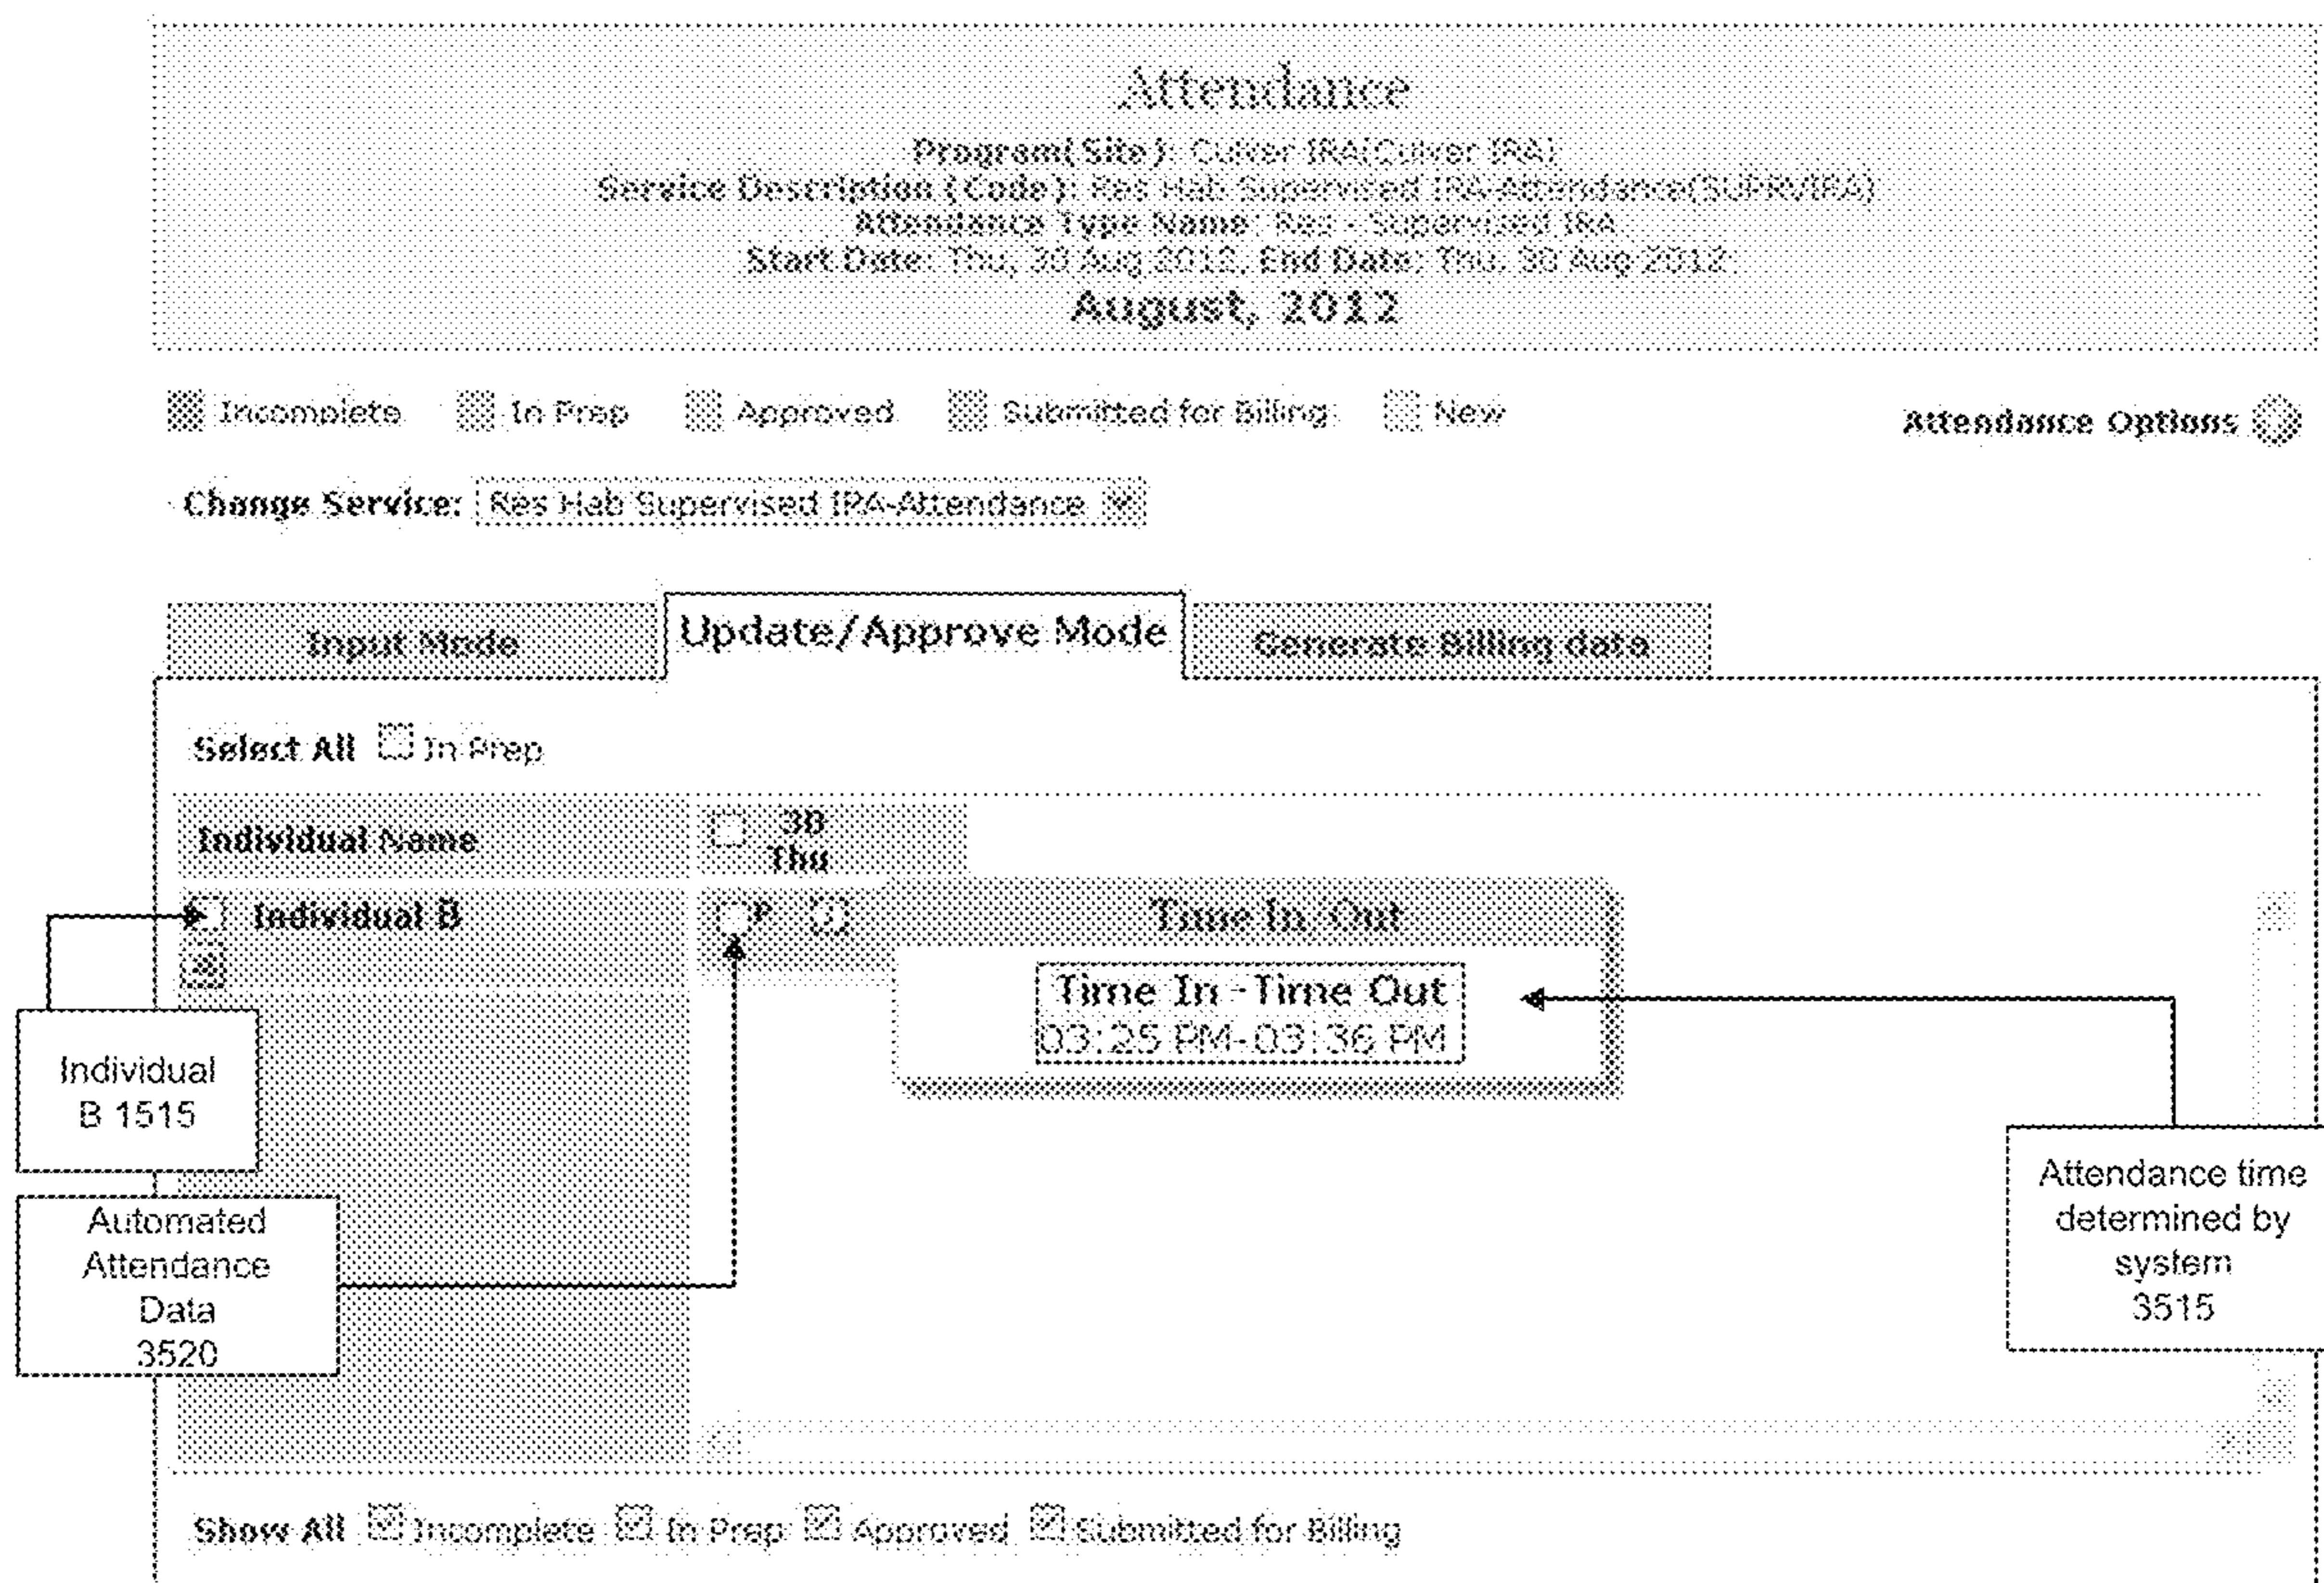 Attendance
Program(Site): Culver IRA(Culver IRA)
Service Description (Code): Res Hab Supervised IRA-Attendance(SUPRVIRA)
Attendance Type Name: Res - Supervised IRA
Start Date: Thu, 30 Aug 2012, End Date: Thu, 30 Aug 2012
August, 2012
Incomplete In Prep Approved Submitted for Billing New
Attendance Options
Change Service: Res Hab Supervised IRA-Attendance
Input Mode Update/Approve Mode Generate Billing data
Select All In Prep
Individual Name
30
Thu
Individual B
P
Time In-Out
Time In -Time Out
03:25 PM-03:36 PM
Individual
B 1515
Automated
Attendance
Data
3520
Attendance time
determined by
system
3515
Show All Incomplete In Prep Approved Submitted for Billing